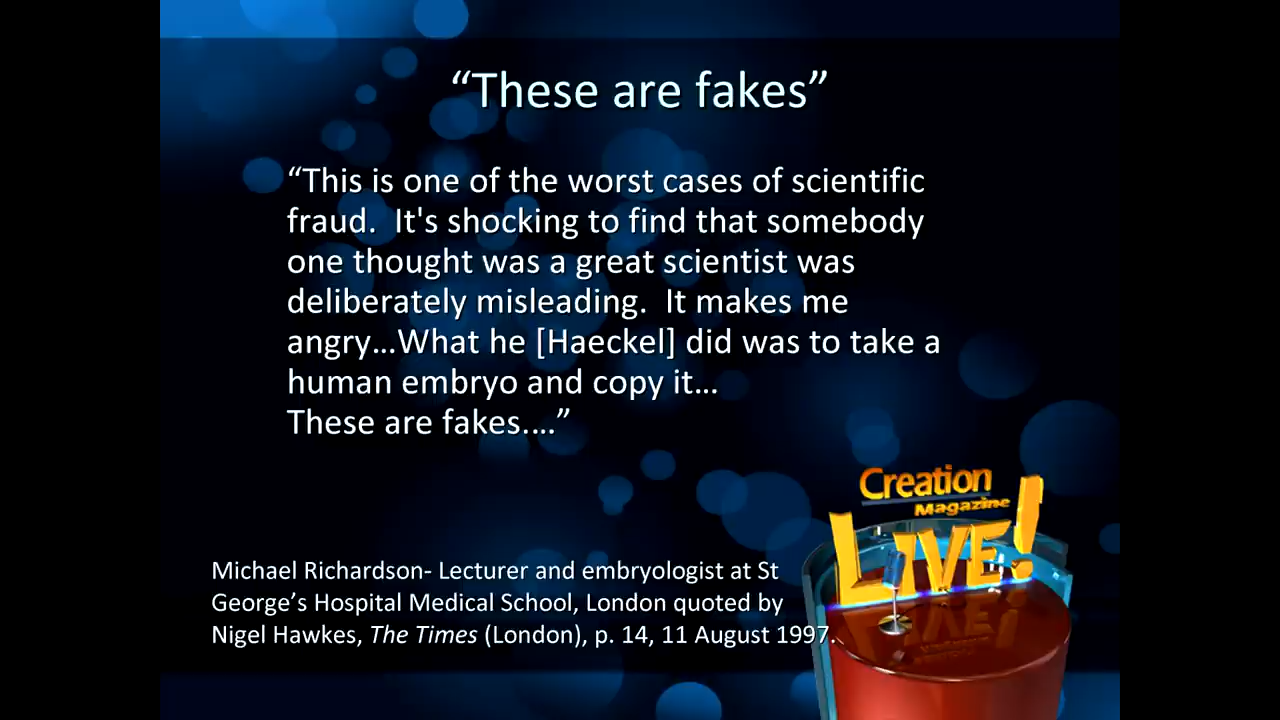 “These are fakes”
“This is one of the worst cases of scientific
fraud.  It's shocking to find that somebody
one thought was a great scientist was
deliberately misleading.  It makes me
angry…What he [Haeckel] did was to take a
human embryo and copy it…
These are fakes.…”
Creation
Magazine
LIVE!
Michael Richardson- Lecturer and embryologist at St
George’s Hospital Medical School, London quoted by
Nigel Hawkes, The Times (London), p. 14, 11 August 1997.